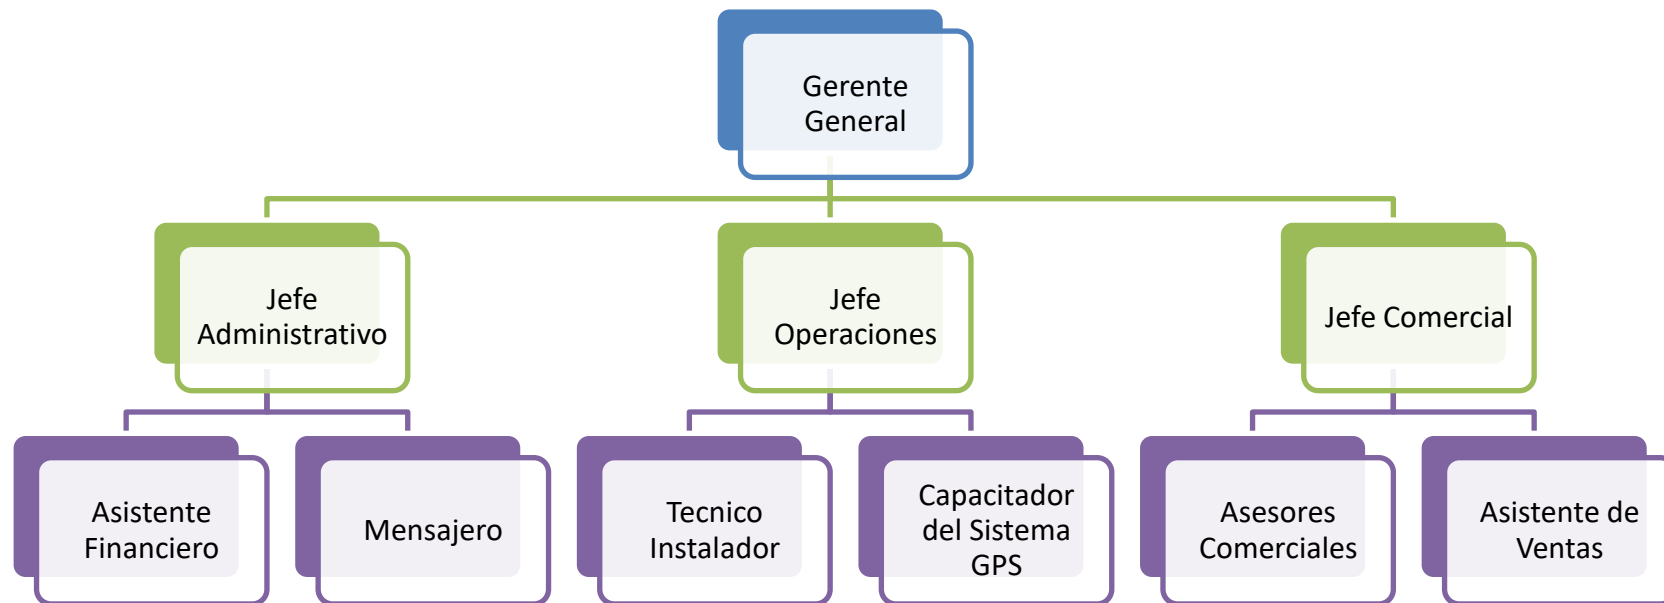 Gerente
General
Jefe
Administrativo
Jefe
Operaciones
Jefe Comercial
Asistente
Financiero
Mensajero
Tecnico
Instalador
Capacitador
del Sistema
GPS
Asesores
Comerciales
Asistente de
Ventas